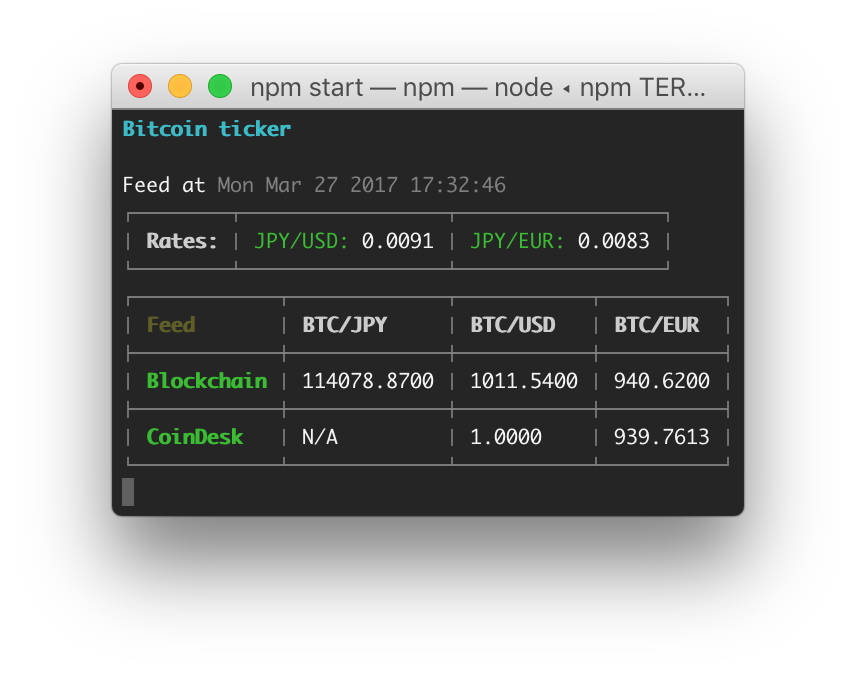 npm start — npm — node ◂ npm TER...
Bitcoin ticker
Feed at Mon Mar 27 2017 17:32:46
Rates: JPY/USD: 0.0091 JPY/EUR: 0.0083
Feed BTC/JPY BTC/USD BTC/EUR
Blockchain 114078.8700 1011.5400 940.6200
CoinDesk N/A 1.0000 939.7613